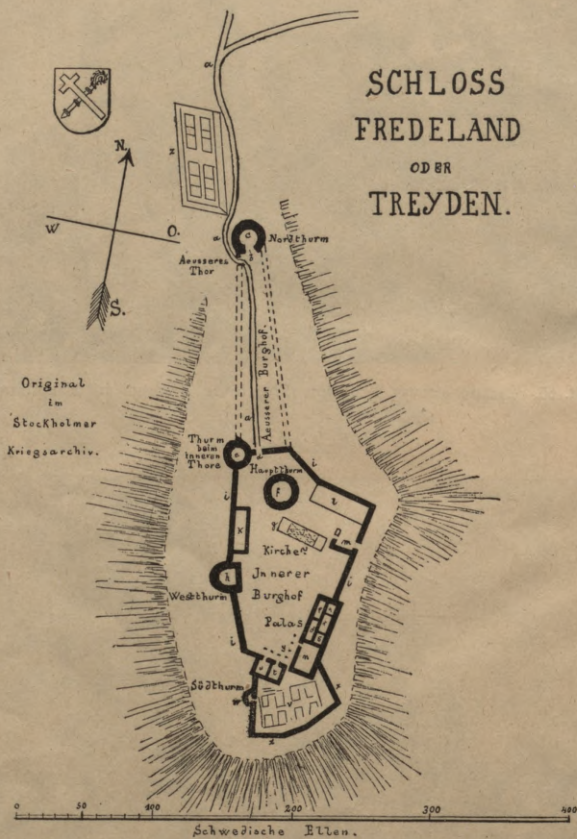 SCHLOSS
FREDELAND
ODER
TREYDEN.
N.
W
O.
S.
a
x
a
c
b
Nordthurm
Aeusseres
Thor
Original
im
Stockholmer
Kriegsarchiv.
Aeusserer Burghof.
a
Thurm
beim
Inneren
Thore
e
Hauptthurm
i
f
i
l
g
k
Kirche??
m
h
Innerer
Burghof
Westthurm
i
Palas
i
Südthurm
w
v
x
x
0 50 100 200 300 400
Schwedische Ellen.